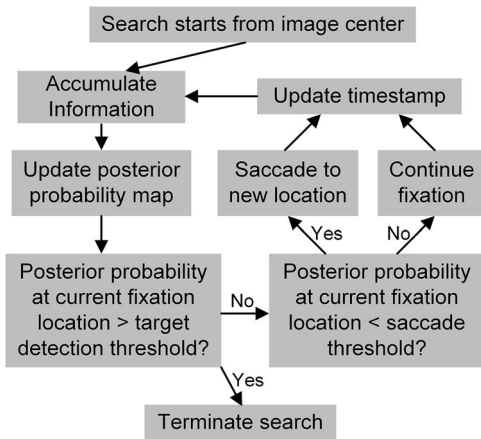 Search starts from image center
Accumulate
Information
Update timestamp
Update posterior
probability map
Saccade to
new location
Continue
fixation
Yes
No
Posterior probability
at current fixation
location > target
detection threshold?
No
Posterior probability
at current fixation
location < saccade
threshold?
Yes
Terminate search